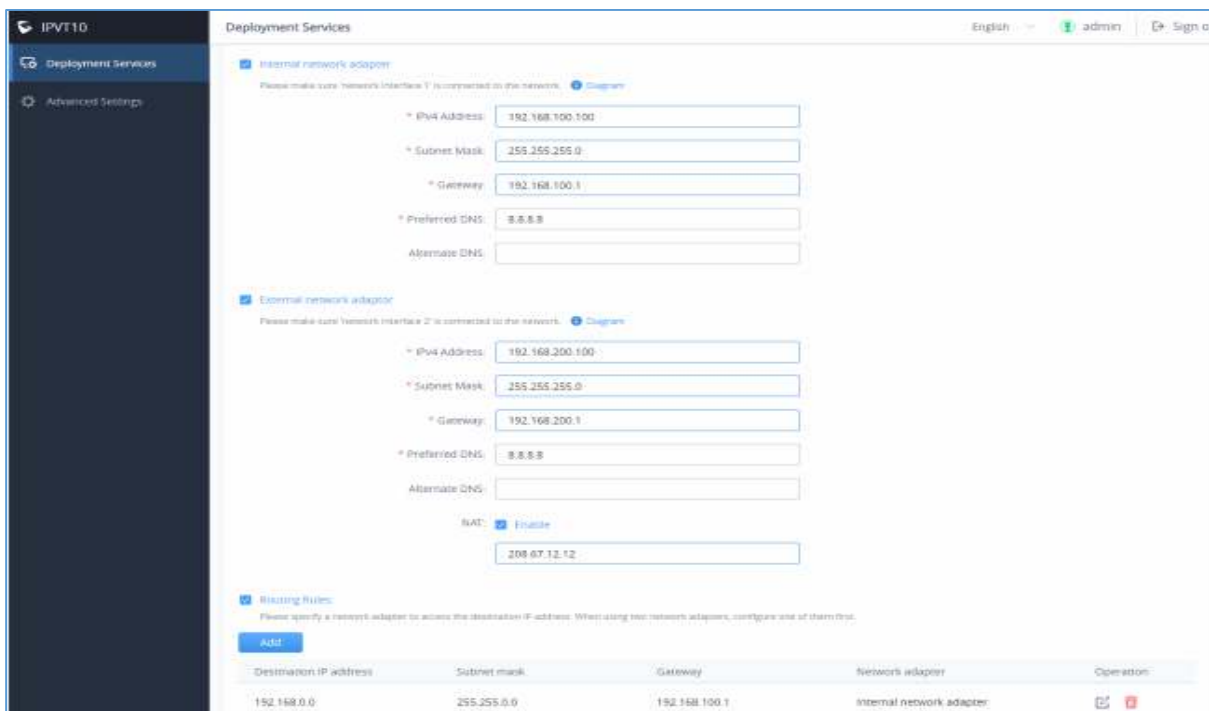 IPVT10
Deployment Services
English
admin
Sign o
Deployment Services
Advanced Settings
Internal network adapter
Please make sure 'Network Interface 1' is connected to the network. Diagram
* IPv4 Address: 192.168.100.100
* Subnet Mask: 255.255.255.0
* Gateway: 192.168.100.1
* Preferred DNS: 8.8.8.8
Alternate DNS:
External network adaptor
Please make sure 'Network Interface 2' is connected to the network. Diagram
* IPv4 Address: 192.168.200.100
* Subnet Mask: 255.255.255.0
* Gateway: 192.168.200.1
* Preferred DNS: 8.8.8.8
Alternate DNS:
NAT: Enable
208.67.12.12
Routing Rules:
Please specify a network adapter to access the destination IP address. When using two network adapters, configure one of them first.
Add
Destination IP address Subnet mask Gateway Network adapter Operation
192.168.0.0 255.255.0.0 192.168.100.1 Internal network adapter